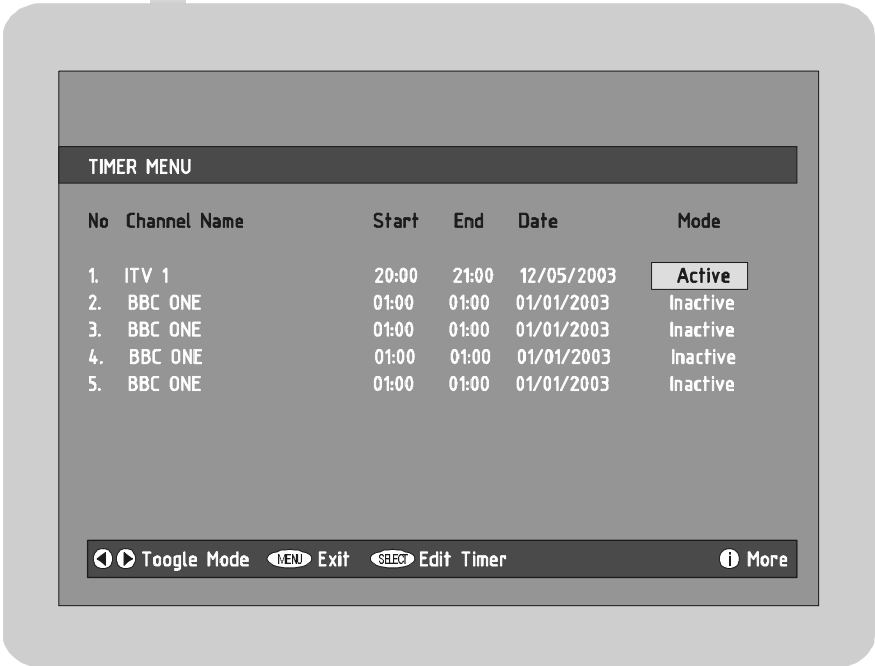 TIMER MENU
No Channel Name Start End Date Mode
1. ITV 1 20:00 21:00 12/05/2003 Active
2. BBC ONE 01:00 01:00 01/01/2003 Inactive
3. BBC ONE 01:00 01:00 01/01/2003 Inactive
4. BBC ONE 01:00 01:00 01/01/2003 Inactive
5. BBC ONE 01:00 01:00 01/01/2003 Inactive
Toogle Mode MENU Exit SELECT Edit Timer i More